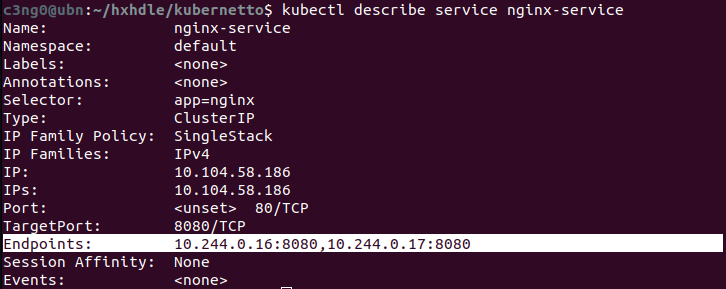 c3ng0@ubn:~/hxhdle/kubernetto$ kubectl describe service nginx-service
Name:              nginx-service
Namespace:         default
Labels:            <none>
Annotations:       <none>
Selector:          app=nginx
Type:              ClusterIP
IP Family Policy:  SingleStack
IP Families:       IPv4
IP:                10.104.58.186
IPs:               10.104.58.186
Port:              <unset>  80/TCP
TargetPort:        8080/TCP
Endpoints:         10.244.0.16:8080,10.244.0.17:8080
Session Affinity:  None
Events:            <none>